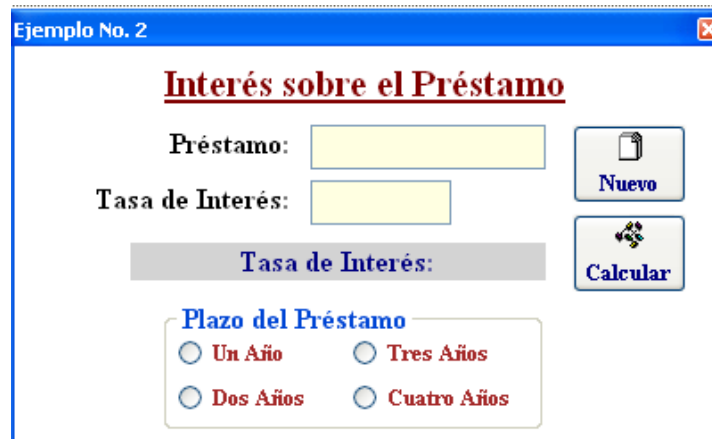 Ejemplo No. 2
Interés sobre el Préstamo
Préstamo:
Nuevo
Tasa de Interés:
Tasa de Interés:
Calcular
Plazo del Préstamo
Un Año Tres Años
Dos Años Cuatro Años